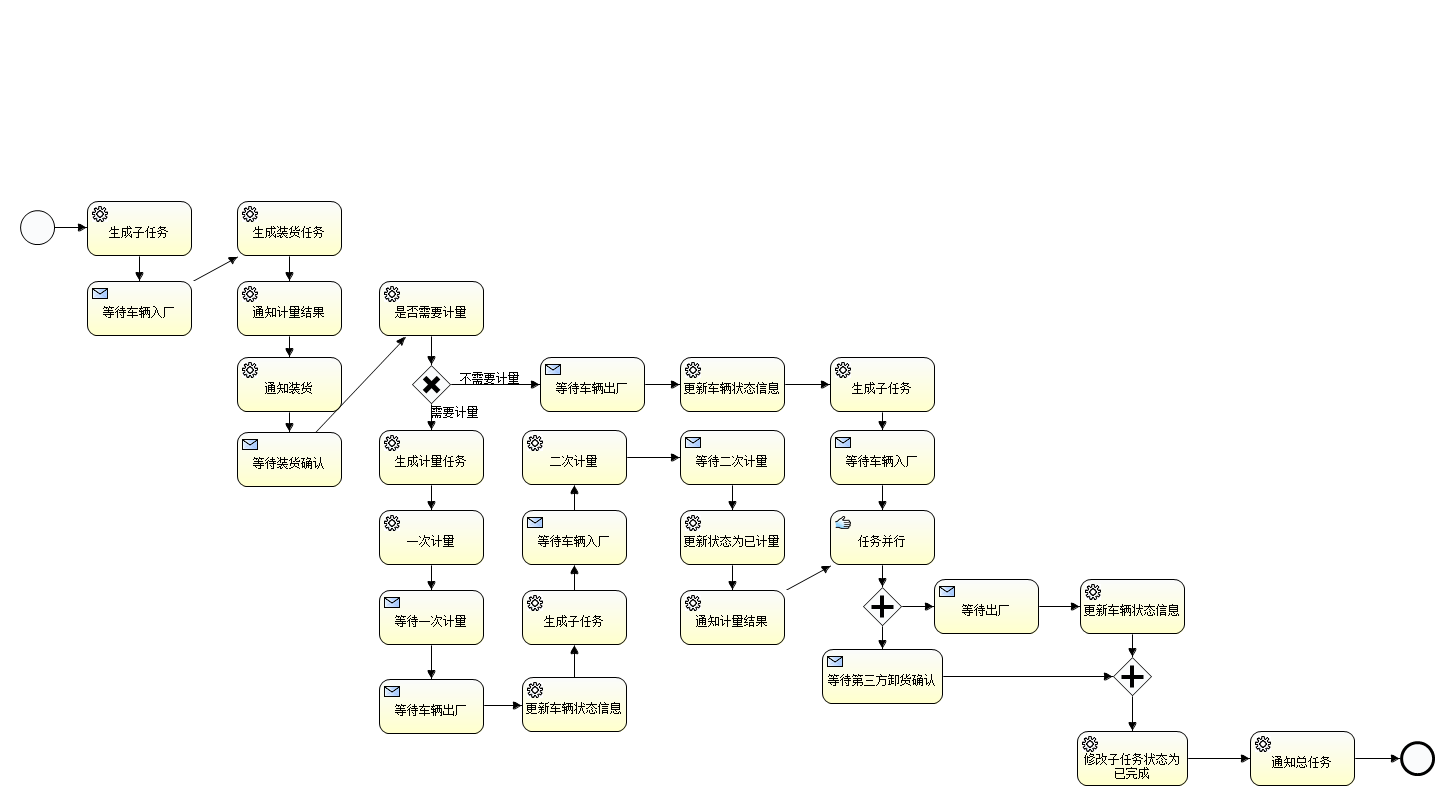 生成子任务
等待车辆入厂
生成装货任务
通知计量结果
通知装货
等待装货确认
是否需要计量
不需要计量
需要计量
等待车辆出厂
更新车辆状态信息
生成子任务
等待车辆入厂
生成计量任务
一次计量
等待一次计量
等待车辆出厂
更新车辆状态信息
生成子任务
等待车辆入厂
二次计量
等待二次计量
更新状态为已计量
通知计量结果
任务并行
等待出厂
更新车辆状态信息
等待第三方卸货确认
修改子任务状态为
已完成
通知总任务